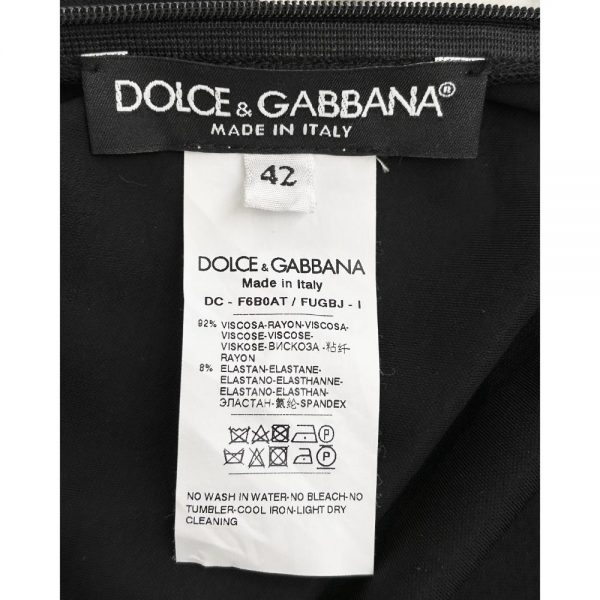 DOLCE & GABBANA®
MADE IN ITALY
42
DOLCE & GABBANA
Made in Italy
DC - F6B0AT / FUGBJ - I
92% VISCOSA-RAYON-VISCOSA-
VISCOSE-VISCOSE-
VISKOSE-ВИСКОЗА -粘纤-
RAYON
8% ELASTAN-ELASTANE-
ELASTANO-ELASTHANNE-
ELASTANO-ELASTHAN-
ЭЛАСТАН-氨纶-SPANDEX
P
P
NO WASH IN WATER-NO BLEACH-NO
TUMBLER-COOL IRON-LIGHT DRY
CLEANING